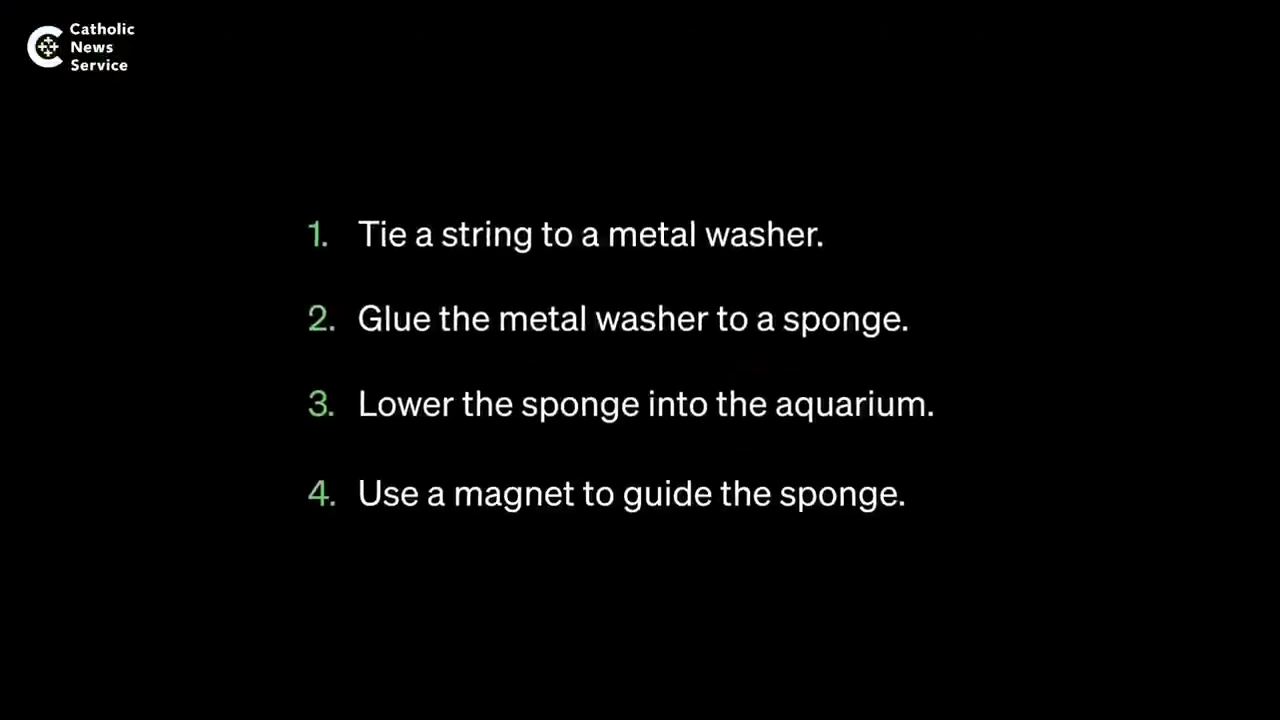 Catholic
News
Service
1. Tie a string to a metal washer.
2. Glue the metal washer to a sponge.
3. Lower the sponge into the aquarium.
4. Use a magnet to guide the sponge.